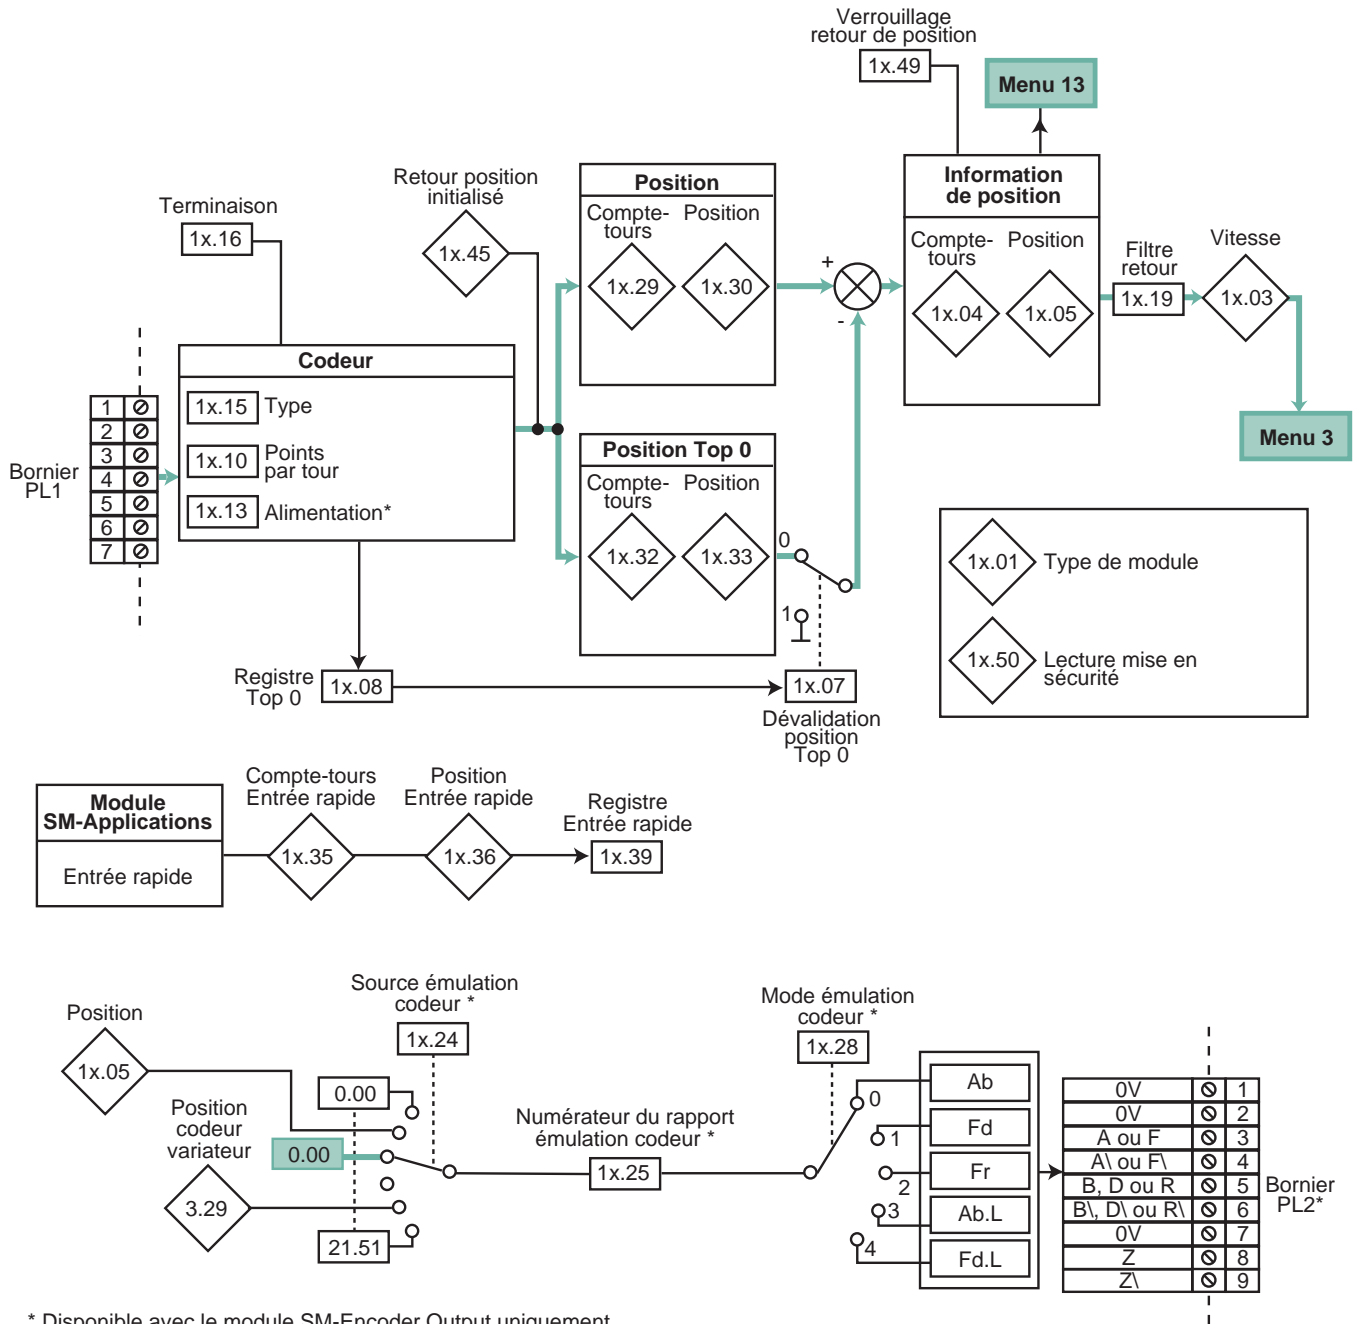 Verrouillage
retour de position
1x.49
Menu 13
Information
de position
Compte-
tours
Position
1x.04
1x.05
Filtre
retour
1x.19
Vitesse
1x.03
Menu 3
Retour position
initialisé
1x.45
Position
Compte-
tours
Position
1x.29
1x.30
+
-
Terminaison
1x.16
Codeur
1x.15
Type
1x.10
Points
par tour
1x.13
Alimentation*
Bornier
PL1
1
2
3
4
5
6
7
Position Top 0
Compte-
tours
Position
1x.32
1x.33
0
1
Registre
Top 0
1x.08
1x.07
Dévalidation
position
Top 0
1x.01
Type de module
1x.50
Lecture mise en
sécurité
Module
SM-Applications
Entrée rapide
Compte-tours
Entrée rapide
1x.35
Position
Entrée rapide
1x.36
Registre
Entrée rapide
1x.39
Position
1x.05
Position
codeur
variateur
3.29
Source émulation
codeur *
1x.24
0.00
0.00
21.51
Numérateur du rapport
émulation codeur *
1x.25
Mode émulation
codeur *
1x.28
0
1
2
3
4
Ab
Fd
Fr
Ab.L
Fd.L
0V 1
0V 2
A ou F 3
A\ ou F\ 4
B, D ou R 5
B\, D\ ou R\ 6
0V 7
Z 8
Z\ 9
Bornier
PL2*
* Disponible avec le module SM-Encoder Output uniquement